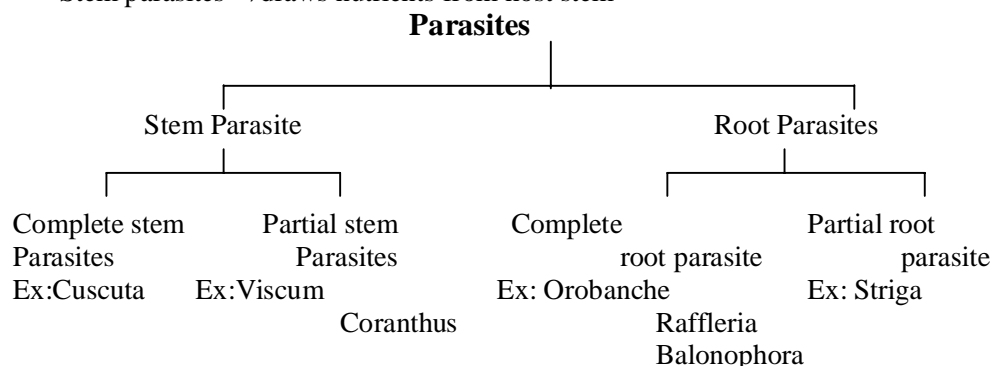 Stem parasites
draws nutrients from host stem
Parasites
Stem Parasite Root Parasites
Complete stem Partial stem Complete Partial root
Parasites Parasites root parasite parasite
Ex:Cuscuta Ex:Viscum Ex: Orobanche Ex: Striga
Coranthus Raffleria
Balonophora